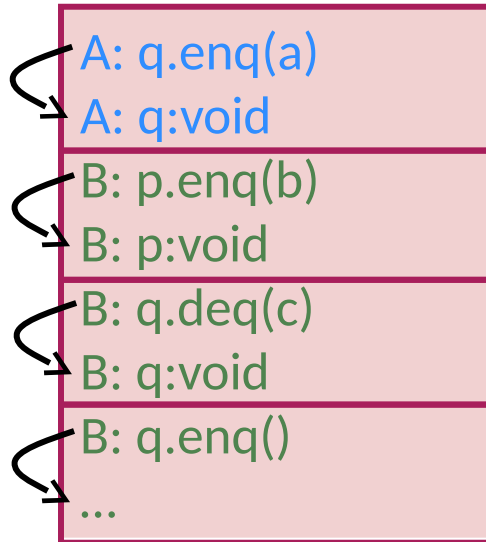 A: q.enq(a)
A: q:void
B: p.enq(b)
B: p:void
B: q.deq(c)
B: q:void
B: q.enq()
...